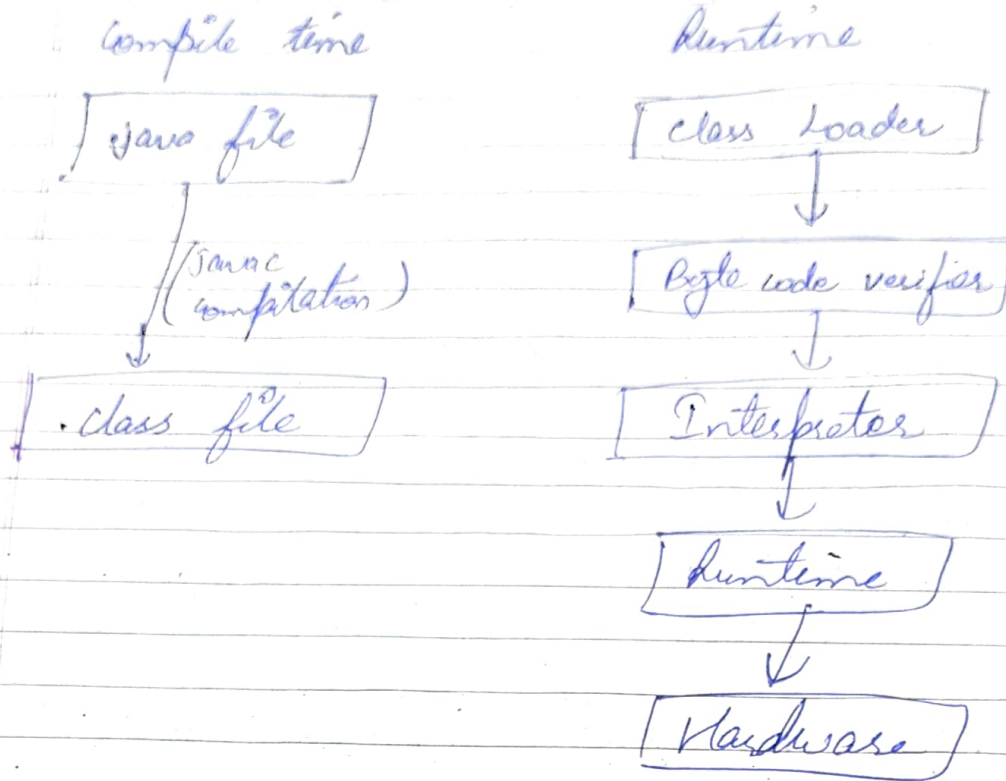 Compile time
.java file
(javac
compilation)
.class file
Runtime
Class Loader
Byte code verifier
Interpretor
Runtime
Hardware